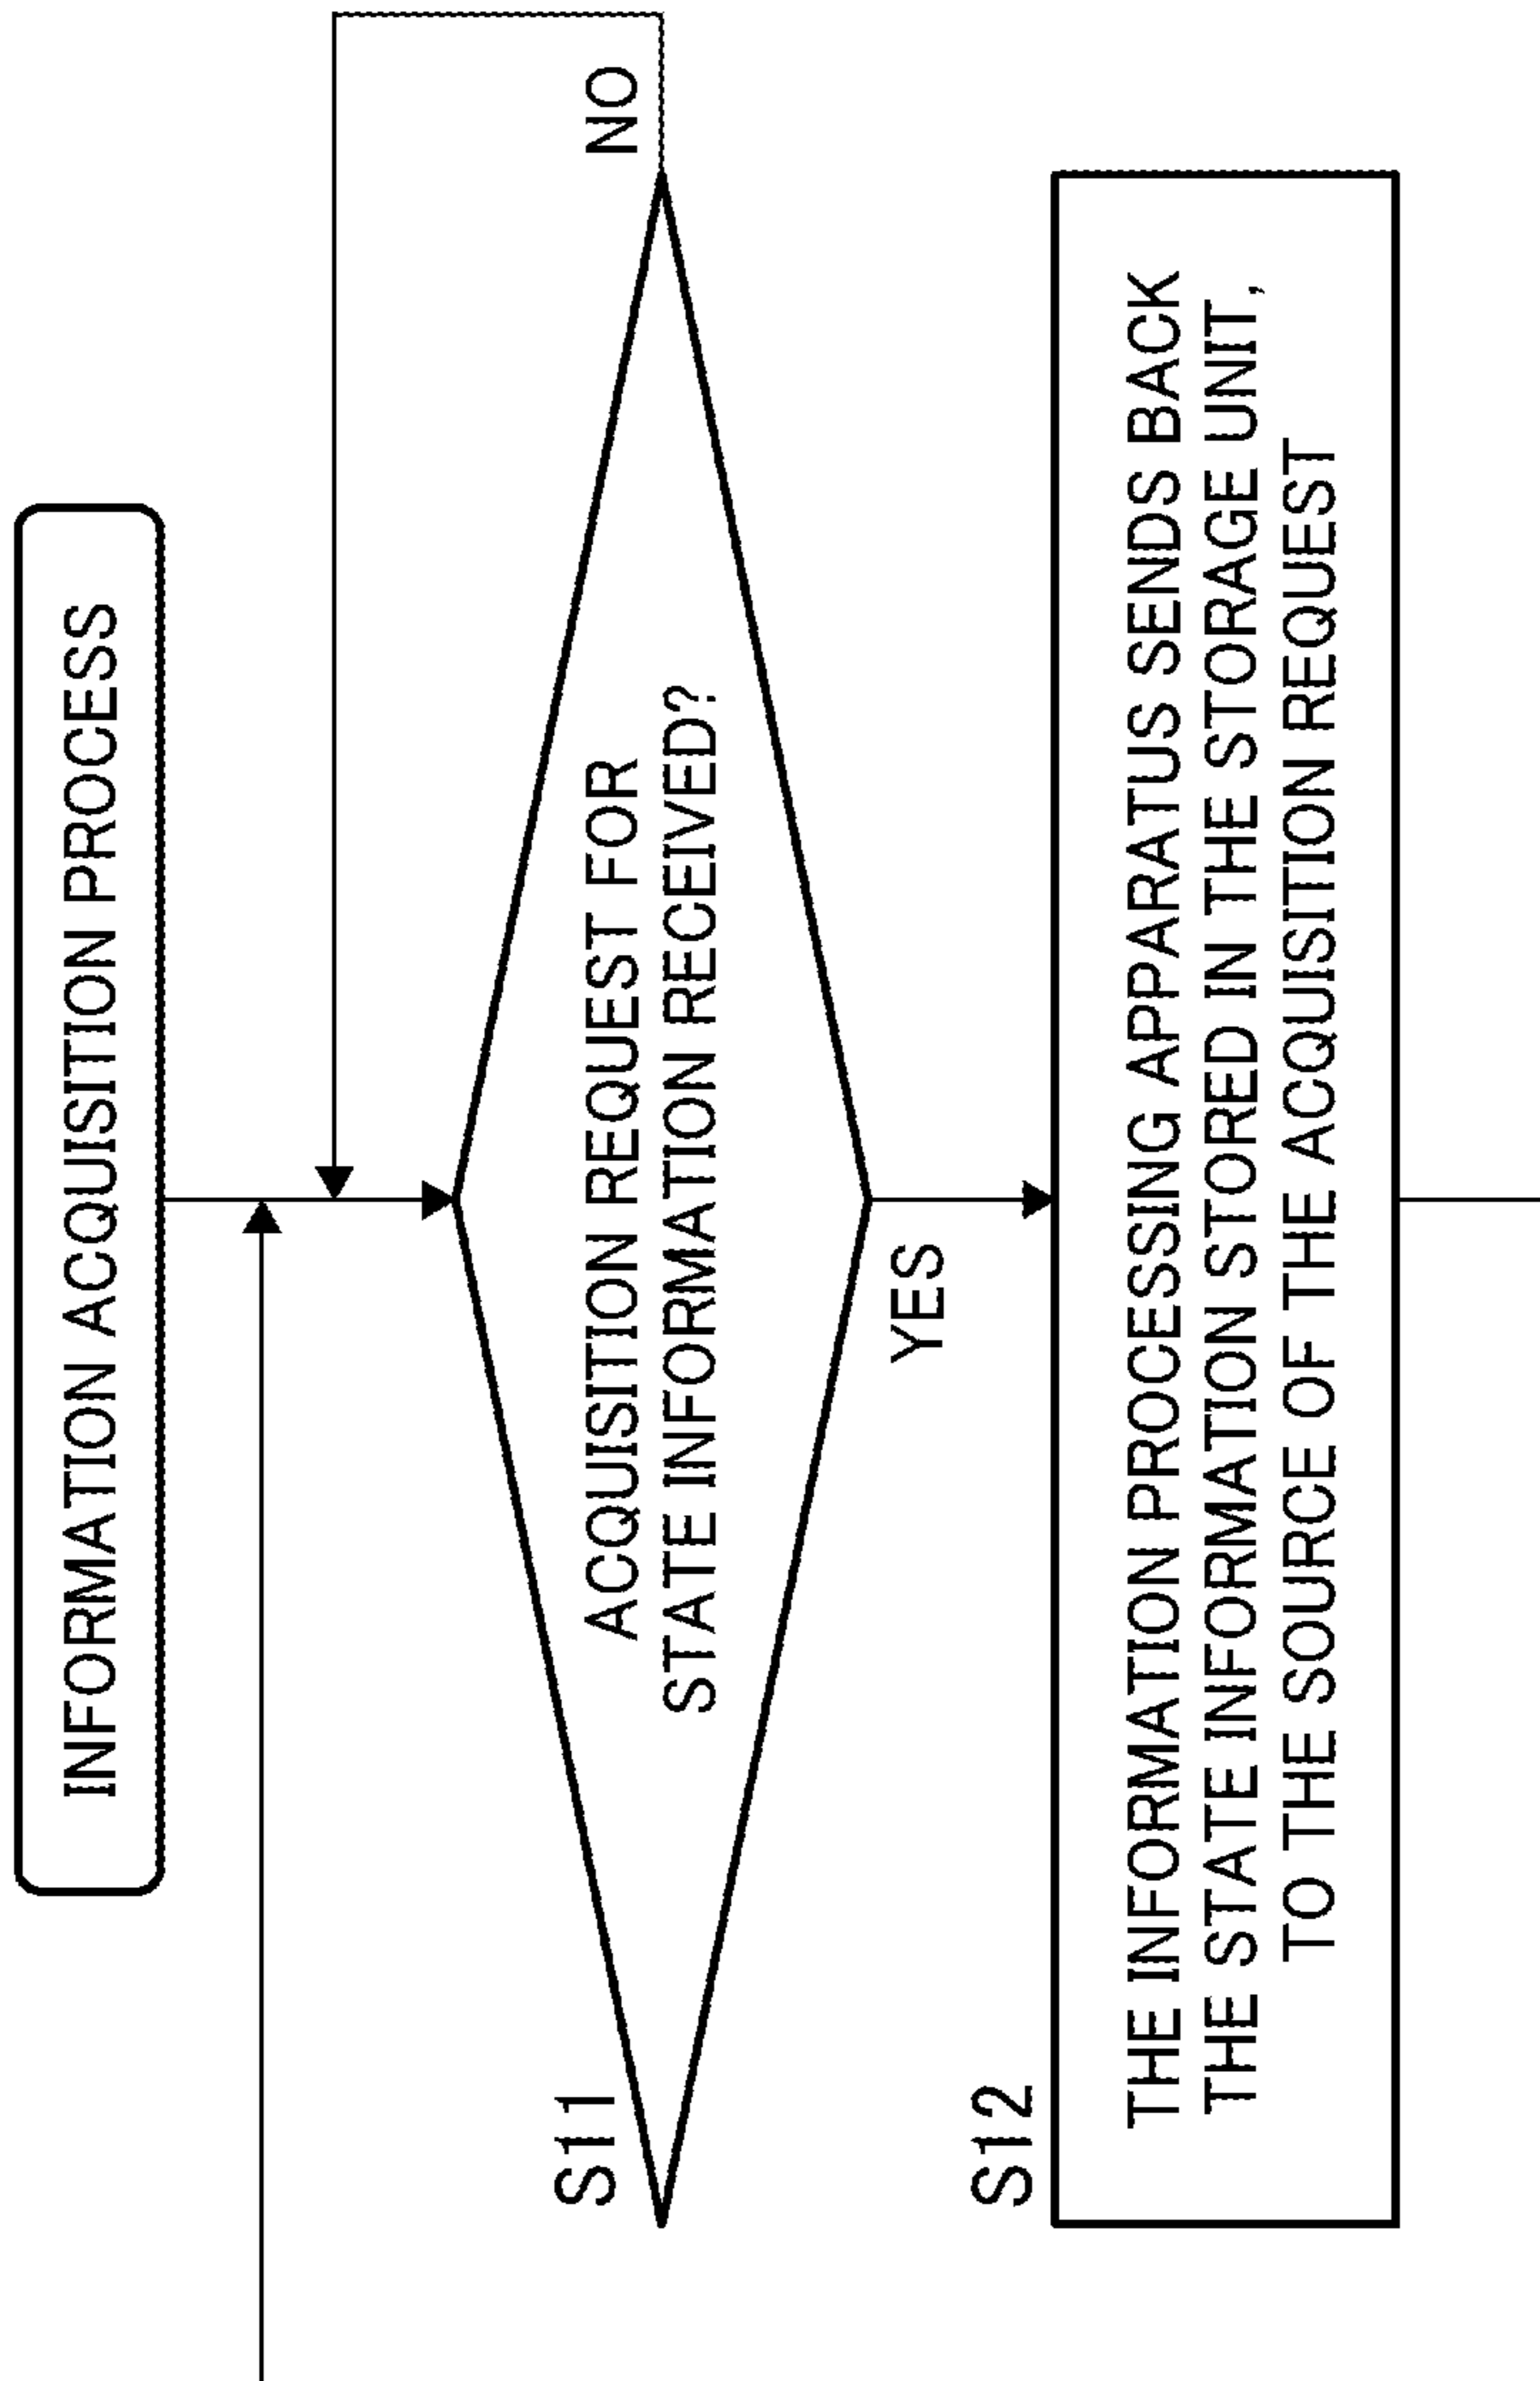 INFORMATION ACQUISITION PROCESS
S11
ACQUISITION REQUEST FOR
STATE INFORMATION RECEIVED?
NO
YES
S12
THE INFORMATION PROCESSING APPARATUS SENDS BACK
THE STATE INFORMATION STORED IN THE STORAGE UNIT,
TO THE SOURCE OF THE ACQUISITION REQUEST